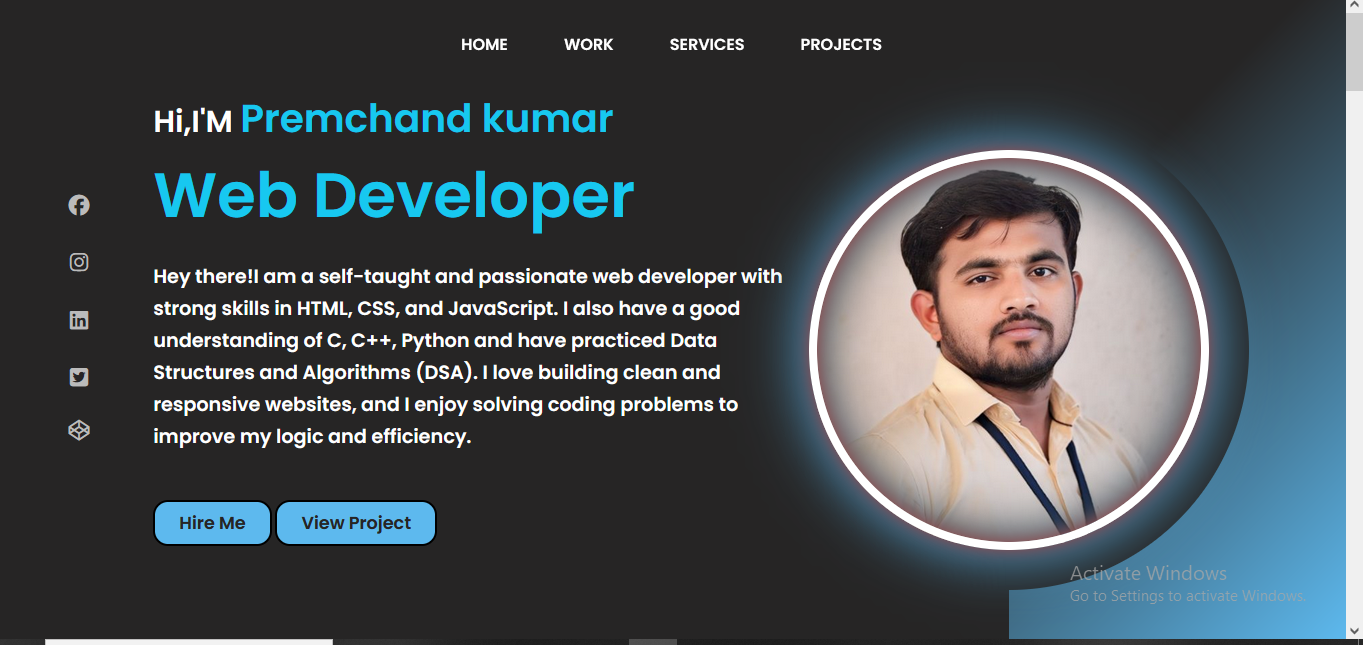 HOME WORK SERVICES PROJECTS
Hi,I'M Premchand kumar
Web Developer
Hey there!I am a self-taught and passionate web developer with
strong skills in HTML, CSS, and JavaScript. I also have a good
understanding of C, C++, Python and have practiced Data
Structures and Algorithms (DSA). I love building clean and
responsive websites, and I enjoy solving coding problems to
improve my logic and efficiency.
Hire Me View Project
Activate Windows
Go to Settings to activate Windows.